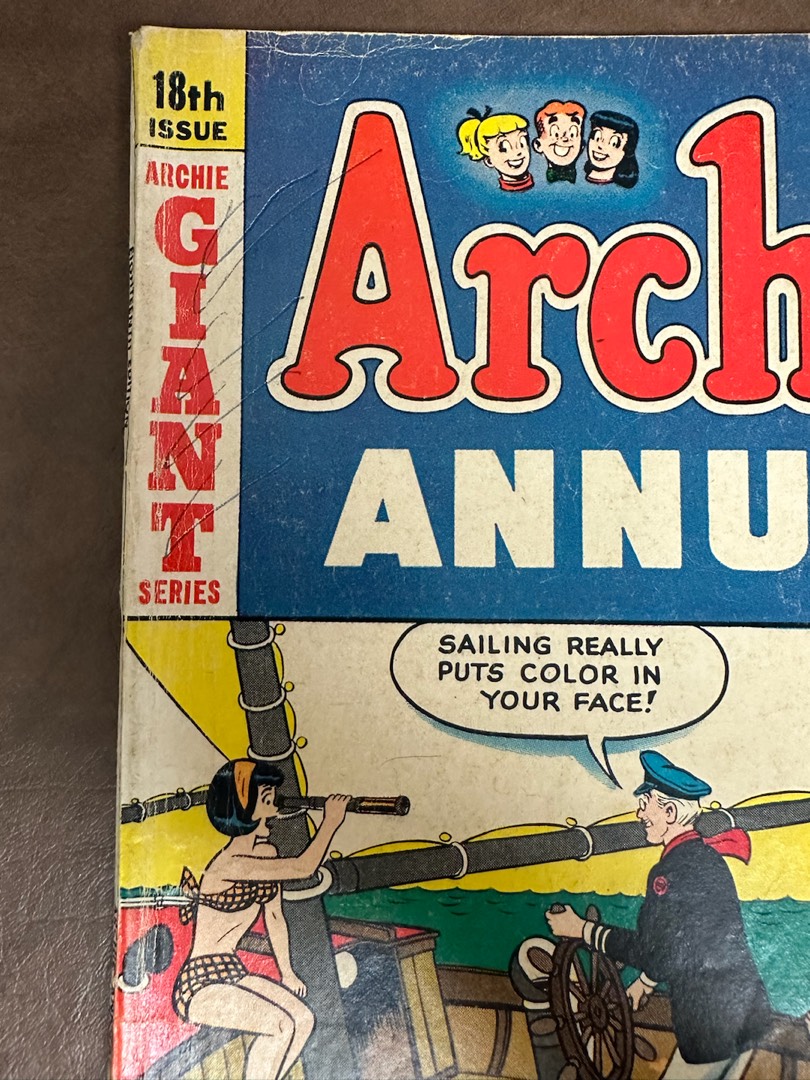 18th
ISSUE
ARCHIE
GIANT
SERIES
Arch
ANNU
SAILING REALLY
PUTS COLOR IN
YOUR FACE!